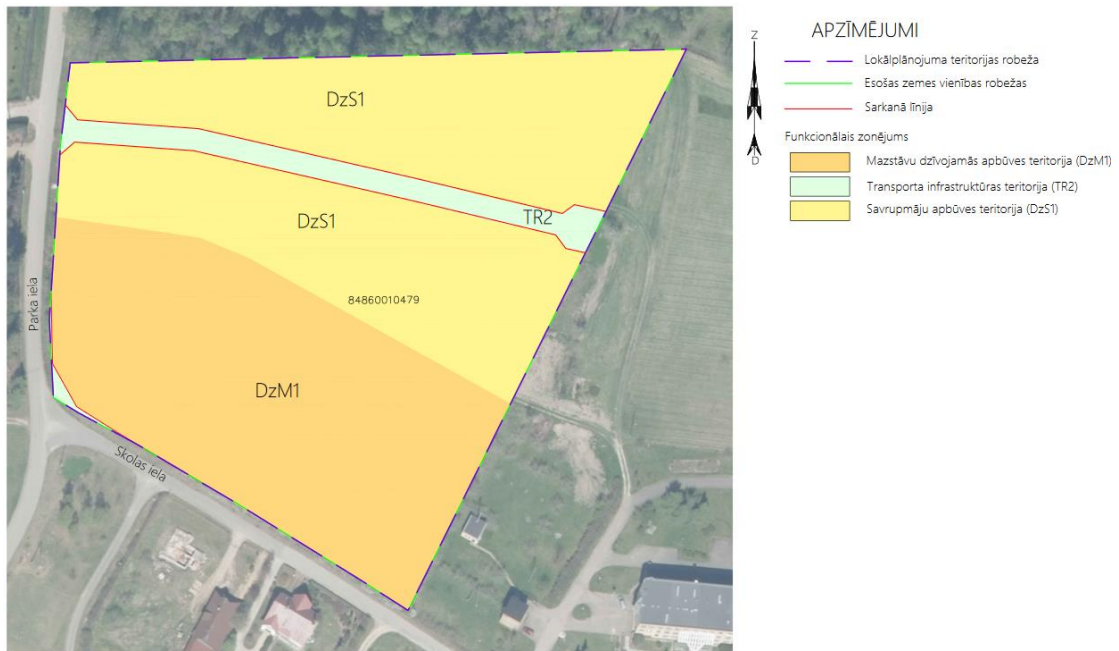 DzS1
TR2
DzS1
84860010479
Parka iela
DzM1
Skolas iela
Z
D
APZĪMĒJUMI
Lokālplānojuma teritorijas robeža
Esošas zemes vienības robežas
Sarkanā līnija
Funkcionālais zonējums
Mazstāvu dzīvojamās apbūves teritorija (DzM1)
Transporta infrastruktūras teritorija (TR2)
Savrupmāju apbūves teritorija (DzS1)